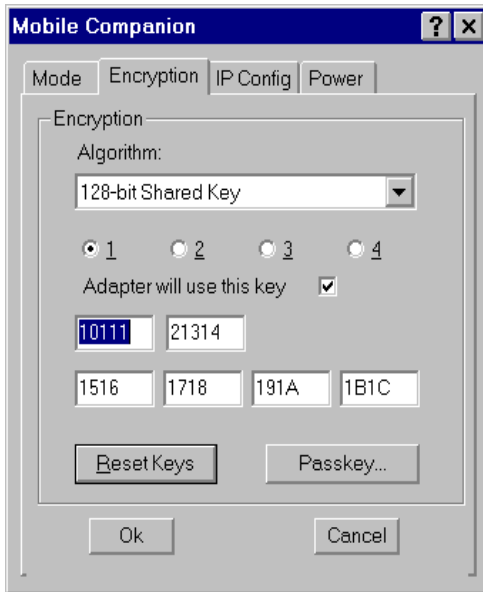 Mobile Companion
Mode Encryption IP Config Power
Encryption
Algorithm:
128-bit Shared Key
1 2 3 4
Adapter will use this key
10111 21314
1516 1718 191A 1B1C
Reset Keys Passkey...
Ok Cancel